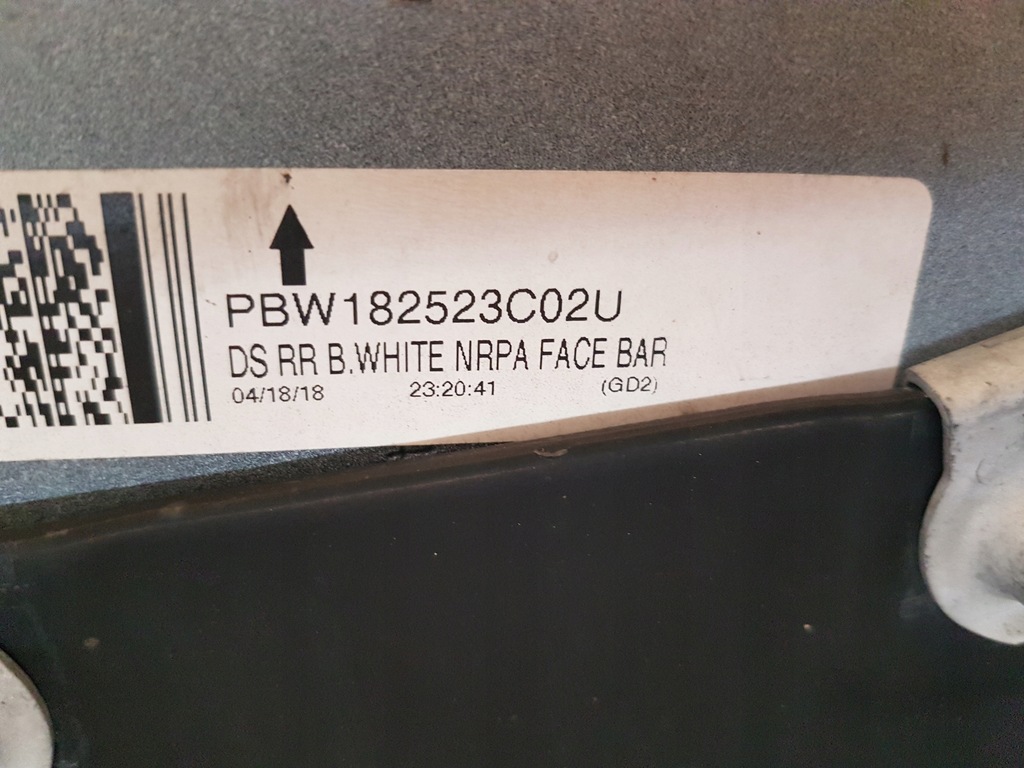 PBW182523C02U
DS RR B.WHITE NRPA FACE BAR
04/18/18 23:20:41 (GD2)